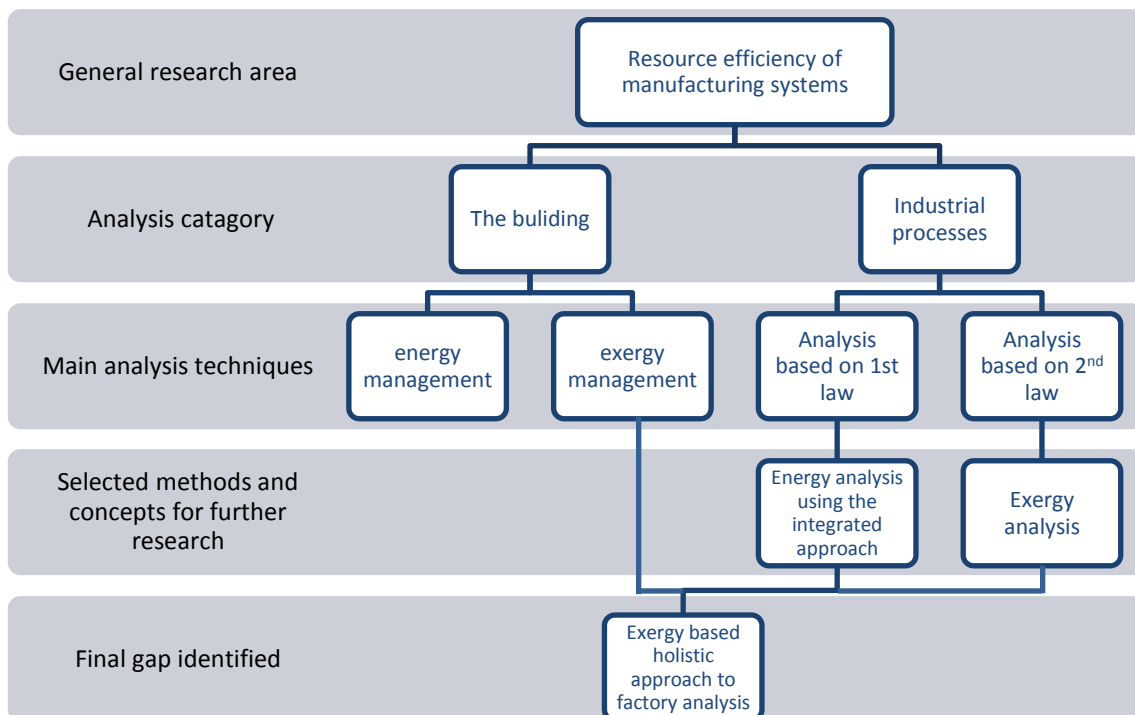 General research area
Resource efficiency of
manufacturing systems
Analysis catagory
The buliding
Industrial
processes
Main analysis techniques
energy
management
exergy
management
Analysis
based on 1st
law
Analysis
based on 2nd
law
Selected methods and
concepts for further
research
Energy analysis
using the
integrated
approach
Exergy
analysis
Final gap identified
Exergy based
holistic
approach to
factory analysis